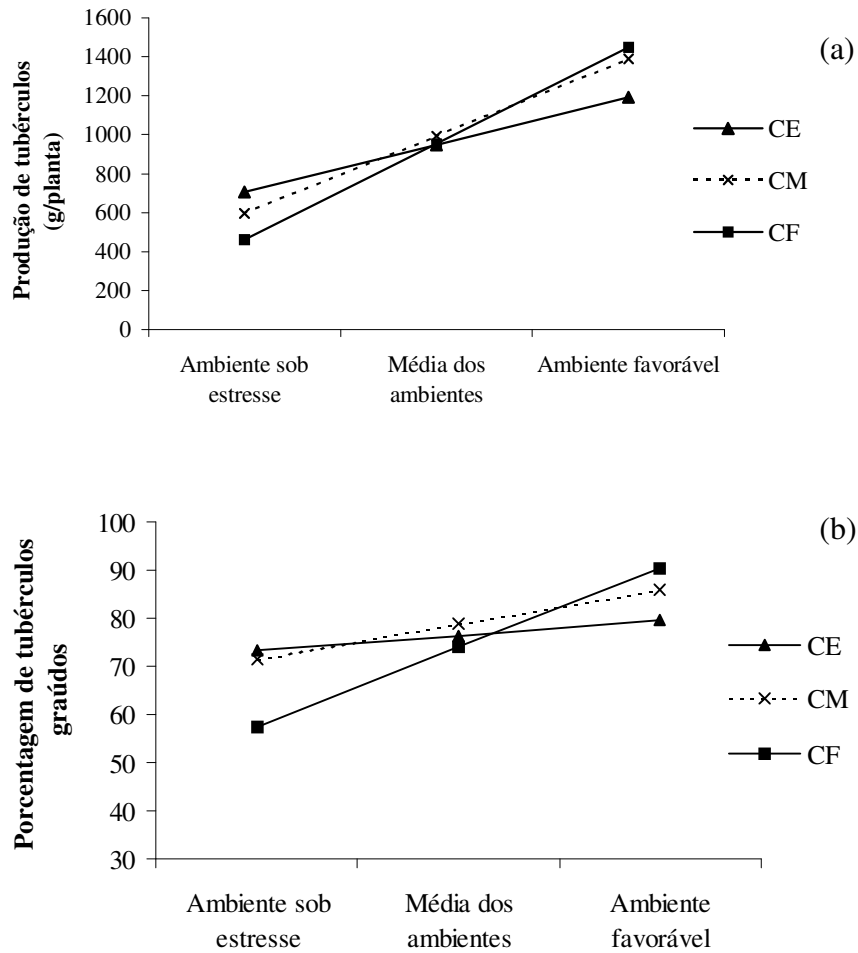 1600
1400
1200
1000
800
600
400
200
0
Produção de tubérculos
(g/planta)
Ambiente sob
estresse
Média dos
ambientes
Ambiente favorável
(a)
CE
CM
CF
100
90
80
70
60
50
40
30
Porcentagem de tubérculos
graúdos
Ambiente sob
estresse
Média dos
ambientes
Ambiente
favorável
(b)
CE
CM
CF